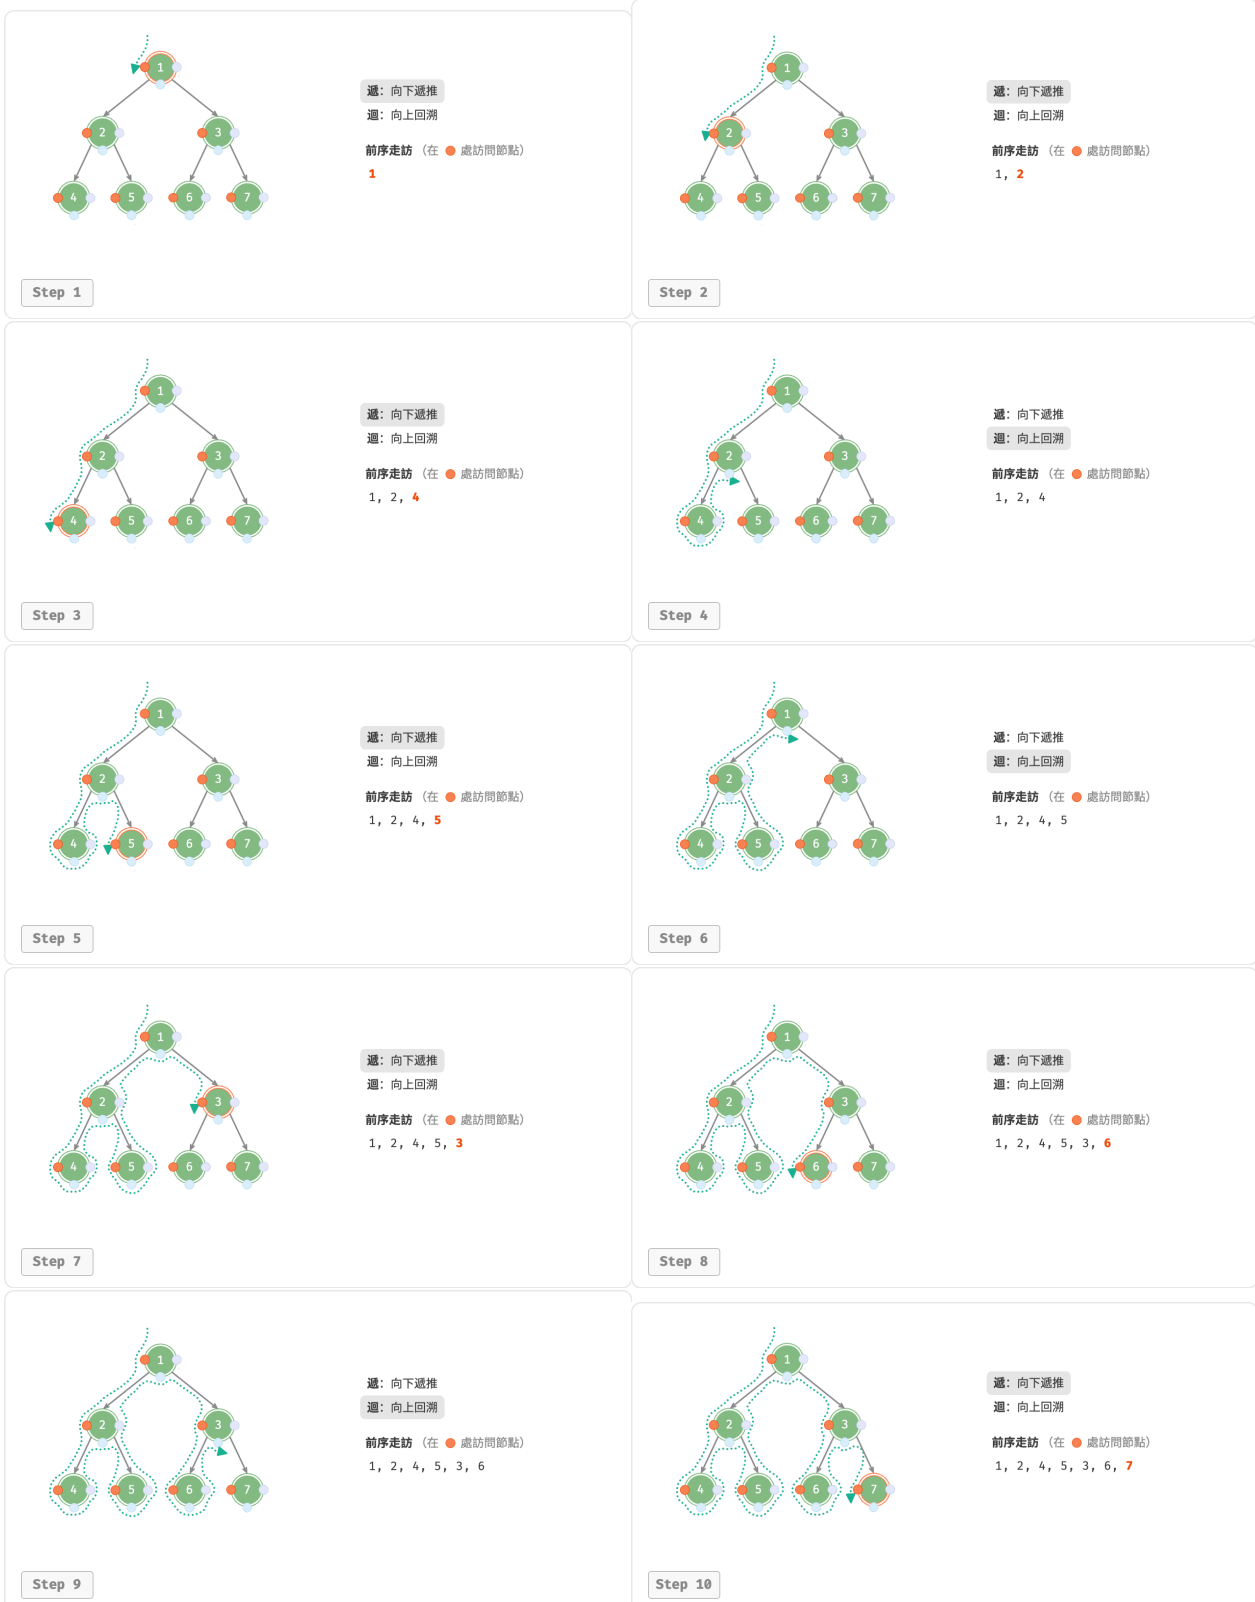 1
2 3
4 5 6 7
遞：向下遞推
迴：向上回溯
前序走訪（在 處訪問節點）
1
Step 1
1
2 3
4 5 6 7
遞：向下遞推
迴：向上回溯
前序走訪（在 處訪問節點）
1, 2
Step 2
1
2 3
4 5 6 7
遞：向下遞推
迴：向上回溯
前序走訪（在 處訪問節點）
1, 2, 4
Step 3
1
2 3
4 5 6 7
遞：向下遞推
迴：向上回溯
前序走訪（在 處訪問節點）
1, 2, 4
Step 4
1
2 3
4 5 6 7
遞：向下遞推
迴：向上回溯
前序走訪（在 處訪問節點）
1, 2, 4, 5
Step 5
1
2 3
4 5 6 7
遞：向下遞推
迴：向上回溯
前序走訪（在 處訪問節點）
1, 2, 4, 5
Step 6
1
2 3
4 5 6 7
遞：向下遞推
迴：向上回溯
前序走訪（在 處訪問節點）
1, 2, 4, 5, 3
Step 7
1
2 3
4 5 6 7
遞：向下遞推
迴：向上回溯
前序走訪（在 處訪問節點）
1, 2, 4, 5, 3, 6
Step 8
1
2 3
4 5 6 7
遞：向下遞推
迴：向上回溯
前序走訪（在 處訪問節點）
1, 2, 4, 5, 3, 6
Step 9
1
2 3
4 5 6 7
遞：向下遞推
迴：向上回溯
前序走訪（在 處訪問節點）
1, 2, 4, 5, 3, 6, 7
Step 10